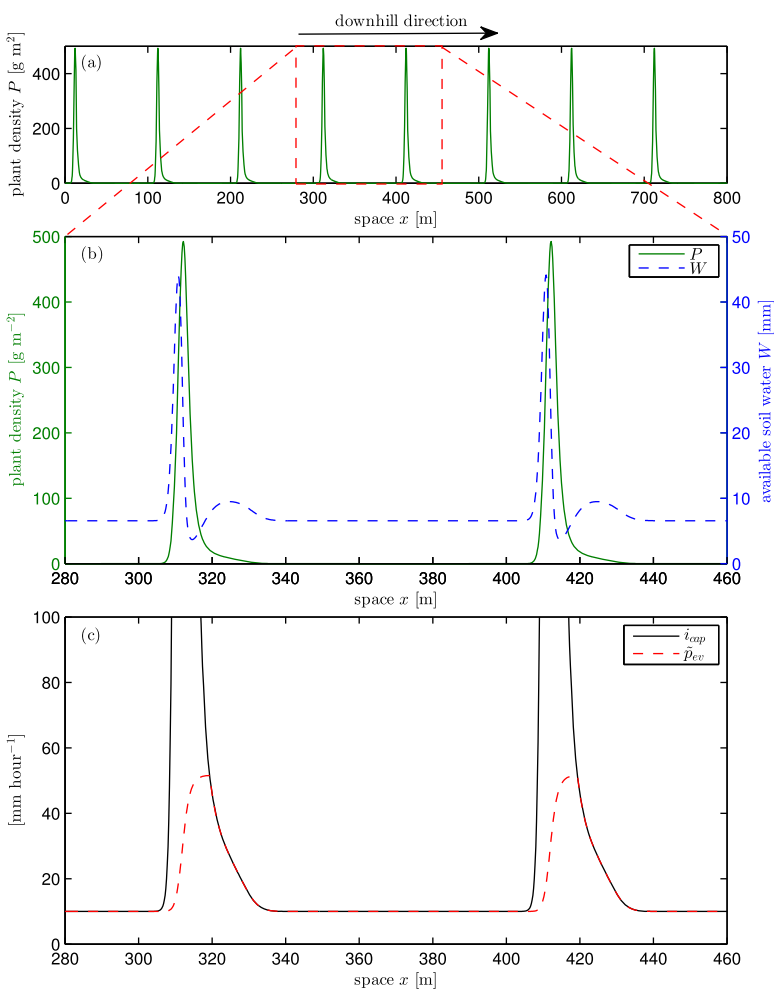 downhill direction
plant density P [g m⁻²]
(a)
400
200
0
0 100 200 300 400 500 600 700 800
space x [m]
plant density P [g m⁻²]
available soil water W [mm]
(b)
P
W
500 50
400 40
300 30
200 20
100 10
0 0
280 300 320 340 360 380 400 420 440 460
space x [m]
[mm hour⁻¹]
(c)
i_cap
p̃_ev
100
80
60
40
20
0
280 300 320 340 360 380 400 420 440 460
space x [m]